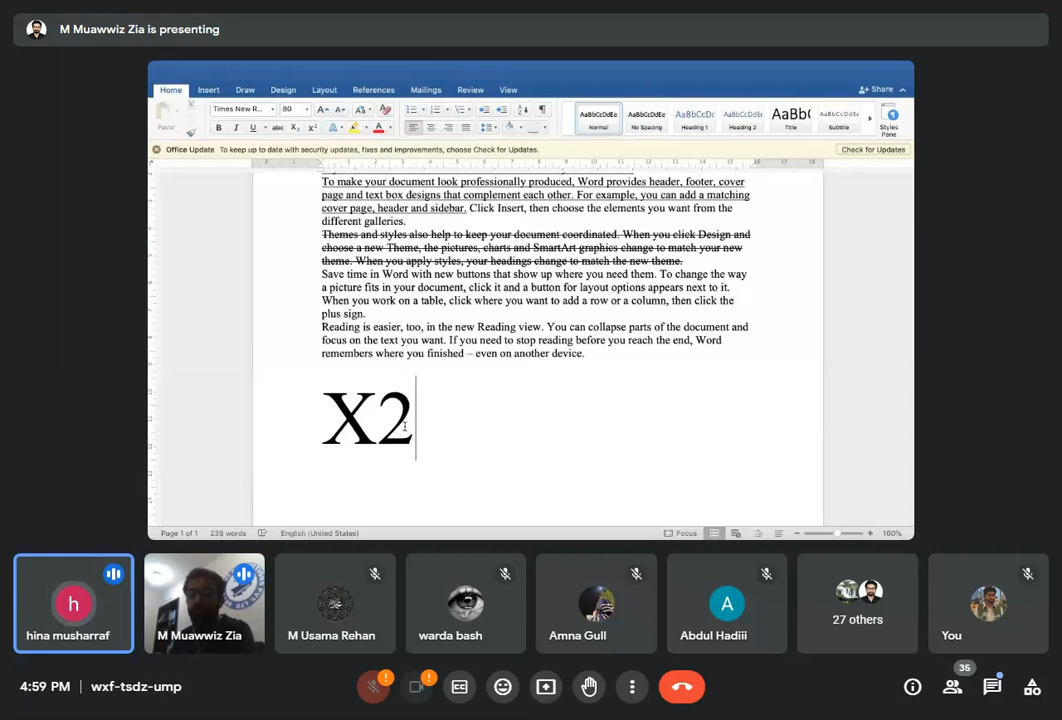 M Muawwiz Zia is presenting
Home Insert Draw Design Layout References Mailings Review View Share
Paste Times New R... 80 AaBbCcDdEe AaBbCcDdEe AaBbCcDc AaBbCcDdEe AaBb( AaBbCcDdEe Styles
B I U abc X2 X2 A A Normal No Spacing Heading 1 Heading 2 Title Subtitle Pane
Office Update To keep up to date with security updates, fixes and improvements, choose Check for Updates. Check for Updates
To make your document look professionally produced, Word provides header, footer, cover
page and text box designs that complement each other. For example, you can add a matching
cover page, header and sidebar. Click Insert, then choose the elements you want from the
different galleries.
Themes and styles also help to keep your document coordinated. When you click Design and
choose a new Theme, the pictures, charts and SmartArt graphics change to match your new
theme. When you apply styles, your headings change to match the new theme.
Save time in Word with new buttons that show up where you need them. To change the way
a picture fits in your document, click it and a button for layout options appears next to it.
When you work on a table, click where you want to add a row or a column, then click the
plus sign.
Reading is easier, too, in the new Reading view. You can collapse parts of the document and
focus on the text you want. If you need to stop reading before you reach the end, Word
remembers where you finished – even on another device.
X2
Page 1 of 1 238 words English (United States) Focus 160%
h A
hina musharraf M Muawwiz Zia M Usama Rehan warda bash Amna Gull Abdul Hadiii 27 others You
4:59 PM wxf-tsdz-ump 35